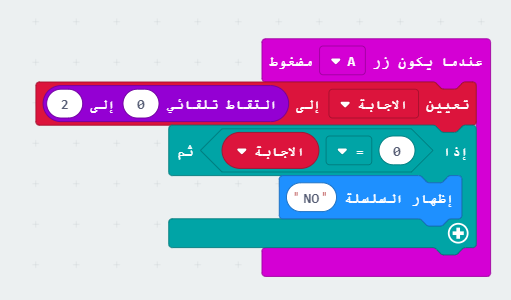 عندما يكون زر A مضغوط
تعيين الاجابة إلى التقاط تلقائي 0 إلى 2
إذا 0 = الاجابة ثم
إظهار السلسلة "NO"